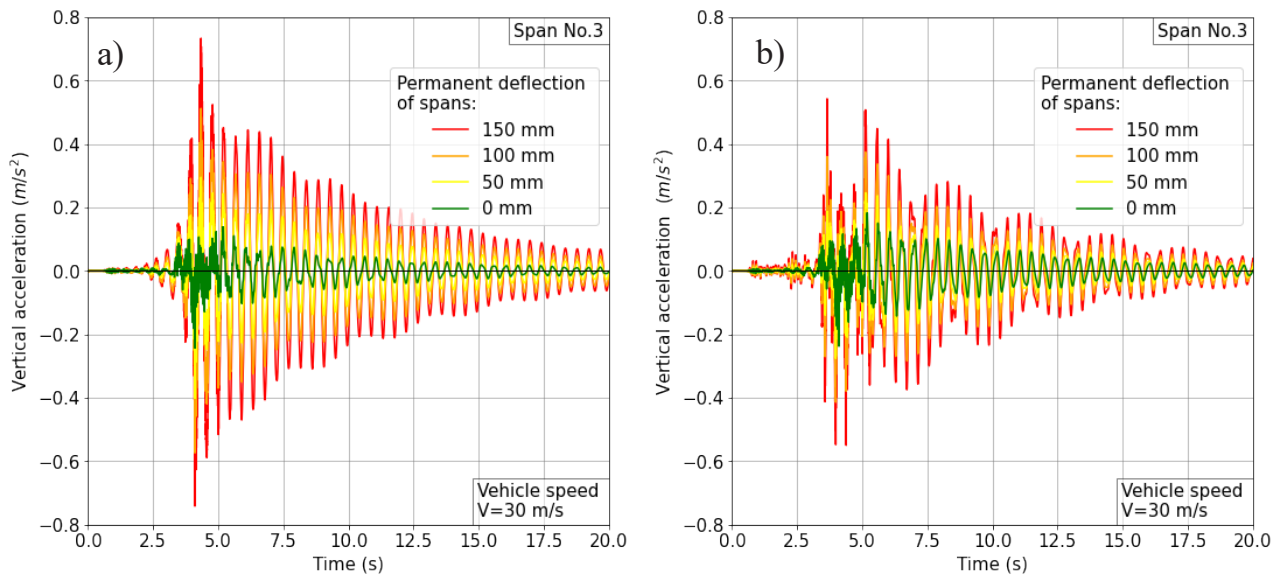 a)
Span No.3
Permanent deflection
of spans:
150 mm
100 mm
50 mm
0 mm
Vehicle speed
V=30 m/s
0.8
0.6
0.4
0.2
0.0
−0.2
−0.4
−0.6
−0.8
Vertical acceleration (m/s²)
0.0 2.5 5.0 7.5 10.0 12.5 15.0 17.5 20.0
Time (s)
b)
Span No.3
Permanent deflection
of spans:
150 mm
100 mm
50 mm
0 mm
Vehicle speed
V=30 m/s
0.8
0.6
0.4
0.2
0.0
−0.2
−0.4
−0.6
−0.8
Vertical acceleration (m/s²)
0.0 2.5 5.0 7.5 10.0 12.5 15.0 17.5 20.0
Time (s)